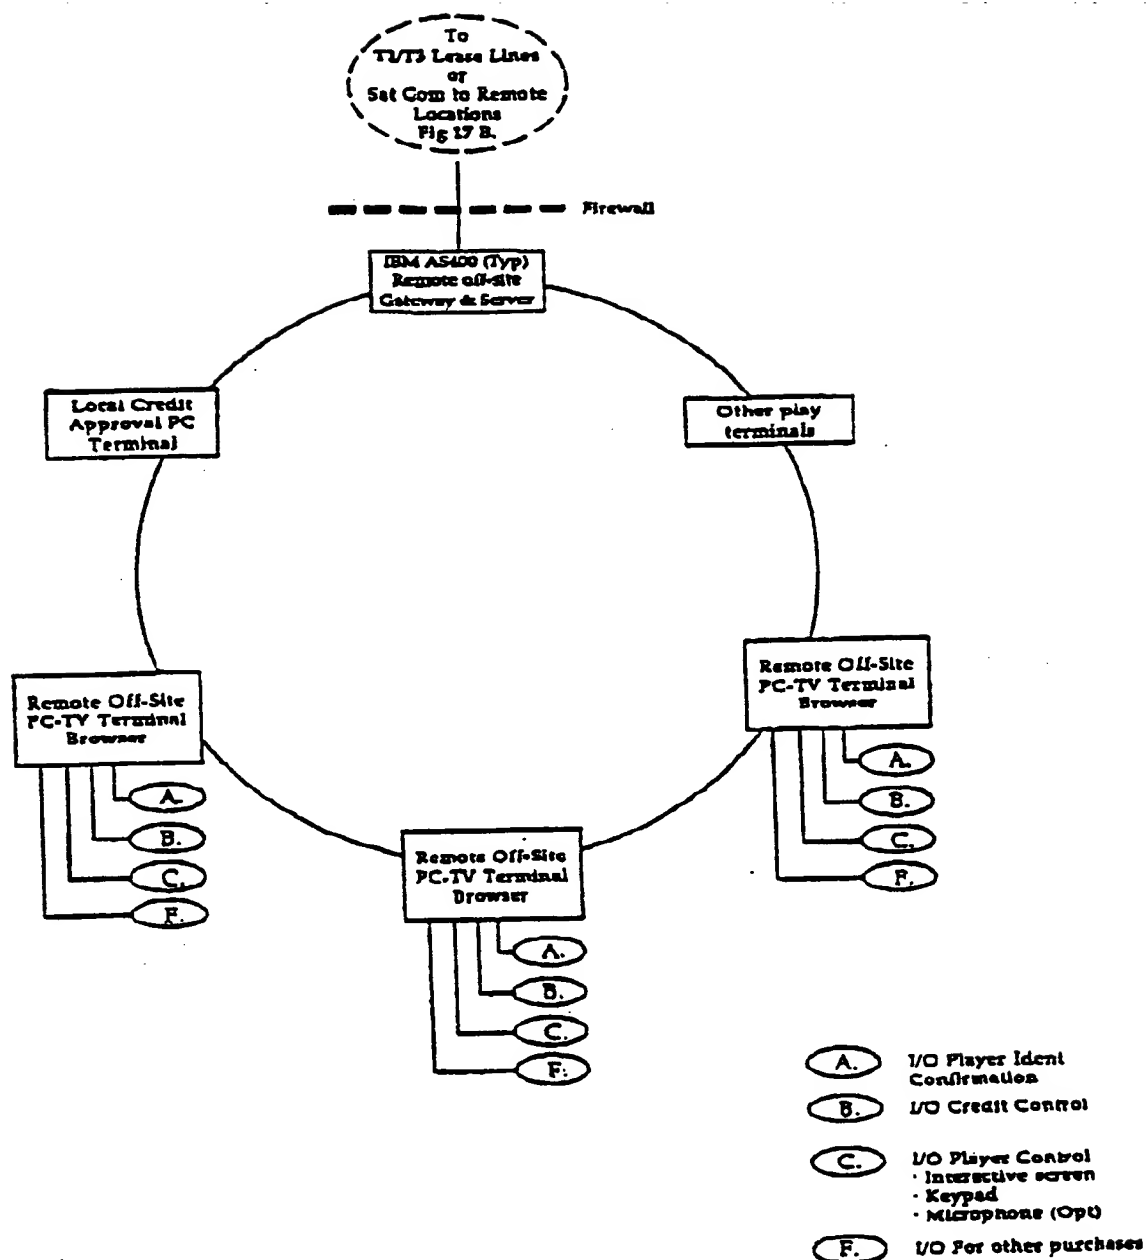 To
T1/T3 Lease Lines
or
Sat Com to Remote
Locations
Fig 17 B.
Firewall
IBM AS400 (Typ)
Remote off-site
Gateway & Server
Local Credit
Approval PC
Terminal
Other play
terminals
Remote Off-Site
PC-TV Terminal
Browser
A.
B.
C.
F.
Remote Off-Site
PC-TV Terminal
Browser
A.
B.
C.
F.
Remote Off-Site
PC-TV Terminal
Browser
A.
B.
C.
F.
A. I/O Player Ident
Confirmation
B. I/O Credit Control
C. I/O Player Control
· Interective screen
· Keypad
· Microphone (Opt)
F. I/O For other purchases